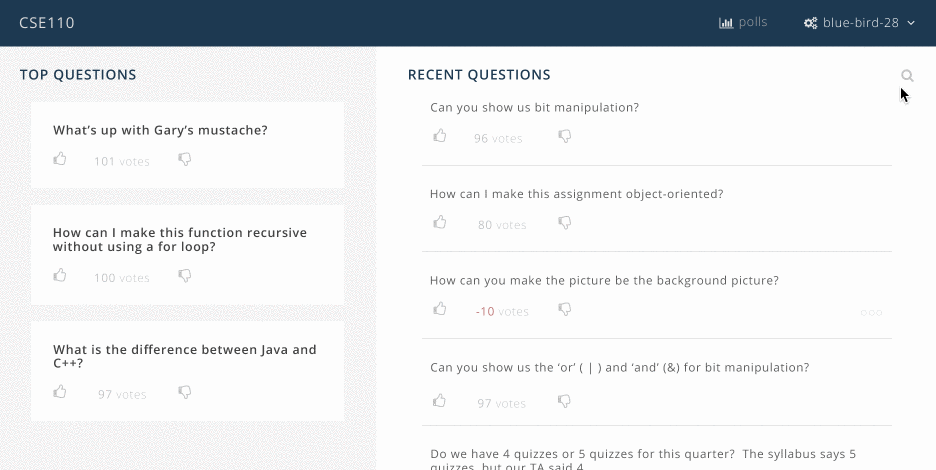 CSE110
polls
blue-bird-28
TOP QUESTIONS
What's up with Gary's mustache?
101 votes
How can I make this function recursive
without using a for loop?
100 votes
What is the difference between Java and
C++?
97 votes
RECENT QUESTIONS
Can you show us bit manipulation?
96 votes
How can I make this assignment object-oriented?
80 votes
How can you make the picture be the background picture?
-10 votes
Can you show us the ‘or’ ( | ) and ‘and’ (&) for bit manipulation?
97 votes
Do we have 4 quizzes or 5 quizzes for this quarter? The syllabus says 5
quizzes, but our TA said 4